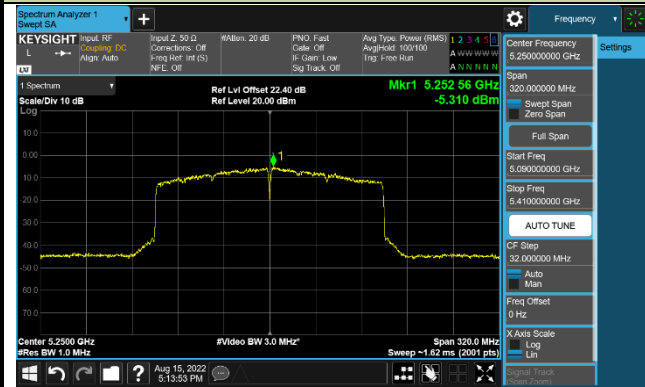 Spectrum Analyzer 1
Swept SA
Frequency
KEYSIGHT
L
LXI
Input: RF
Coupling: DC
Align: Auto
Input Z: 50 Ω
Corrections: Off
Freq Ref: Int (S)
NFE: Off
#Atten: 20 dB
PNO: Fast
Gate: Off
IF Gain: Low
Sig Track: Off
Avg Type: Power (RMS)
Avg|Hold: 100/100
Trig: Free Run
1 2 3 4 5 6
A W W W W W
A N N N N N
1 Spectrum
Scale/Div 10 dB
Log
Ref Lvl Offset 22.40 dB
Ref Level 20.00 dBm
Mkr1 5.252 56 GHz
-5.310 dBm
10.0
0.00
-10.0
-20.0
-30.0
-40.0
-50.0
-60.0
-70.0
1
Center 5.2500 GHz
#Res BW 1.0 MHz
#Video BW 3.0 MHz*
Span 320.0 MHz
Sweep ~1.62 ms (2001 pts)
Aug 15, 2022
5:13:53 PM
Center Frequency
5.250000000 GHz
Span
320.000000 MHz
Swept Span
Zero Span
Full Span
Start Freq
5.090000000 GHz
Stop Freq
5.410000000 GHz
AUTO TUNE
CF Step
32.000000 MHz
Auto
Man
Freq Offset
0 Hz
X Axis Scale
Log
Lin
Signal Track
(Span Zoom)
Settings